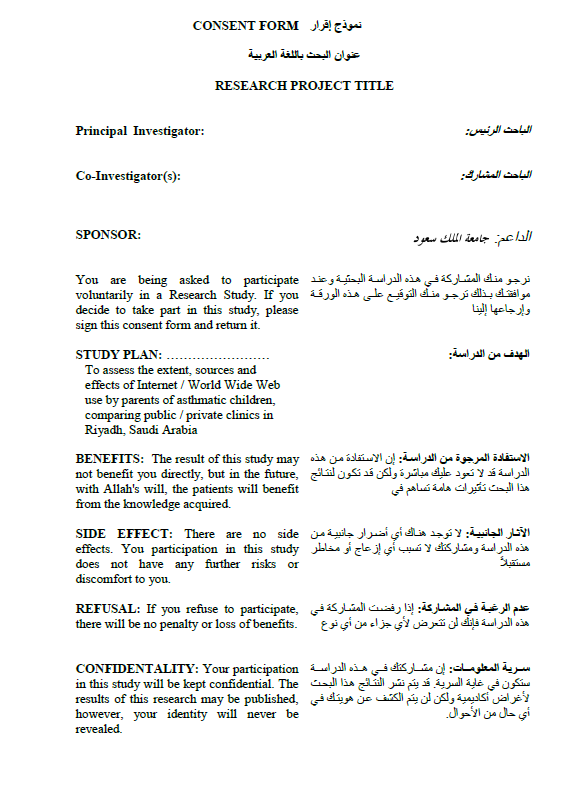 CONSENT FORM نموذج إقرار
عنوان البحث باللغة العربية
RESEARCH PROJECT TITLE
Principal Investigator:
الباحث الرئيس:
Co-Investigator(s):
الباحث المشارك:
SPONSOR:
الداعم: جامعة الملك سعود
You are being asked to participate
voluntarily in a Research Study. If you
decide to take part in this study, please
sign this consent form and return it.
نرجو منك المشاركة في هذه الدراسة البحثية وعند
موافقتك بذلك نرجو منك التوقيع على هذه الورقة
وإرجاعها إلينا
STUDY PLAN: ……………………
To assess the extent, sources and
effects of Internet / World Wide Web
use by parents of asthmatic children,
comparing public / private clinics in
Riyadh, Saudi Arabia
الهدف من الدراسة:
BENEFITS: The result of this study may
not benefit you directly, but in the future,
with Allah's will, the patients will benefit
from the knowledge acquired.
الاستفادة المرجوة من الدراسة: إن الاستفادة من هذه
الدراسة قد لا تعود عليك مباشرة ولكن قد تكون لنتائج
هذا البحث تأثيرات هامة تساهم في
SIDE EFFECT: There are no side
effects. You participation in this study
does not have any further risks or
discomfort to you.
الآثار الجانبية: لا توجد هناك أي أضرار جانبية من
هذه الدراسة ومشاركتك لا تسبب أي إزعاج أو مخاطر
مستقبلاً
REFUSAL: If you refuse to participate,
there will be no penalty or loss of benefits.
عدم الرغبة في المشاركة: إذا رفضت المشاركة في
هذه الدراسة فإنك لن تتعرض لأي جزاء من أي نوع
CONFIDENTALITY: Your participation
in this study will be kept confidential. The
results of this research may be published,
however, your identity will never be
revealed.
سرية المعلومات: إن مشاركتك في هذه الدراسة
ستكون في غاية السرية. قد يتم نشر النتائج هذا البحث
لأغراض أكاديمية ولكن لن يتم الكشف عن هويتك في
أي حال من الأحوال.